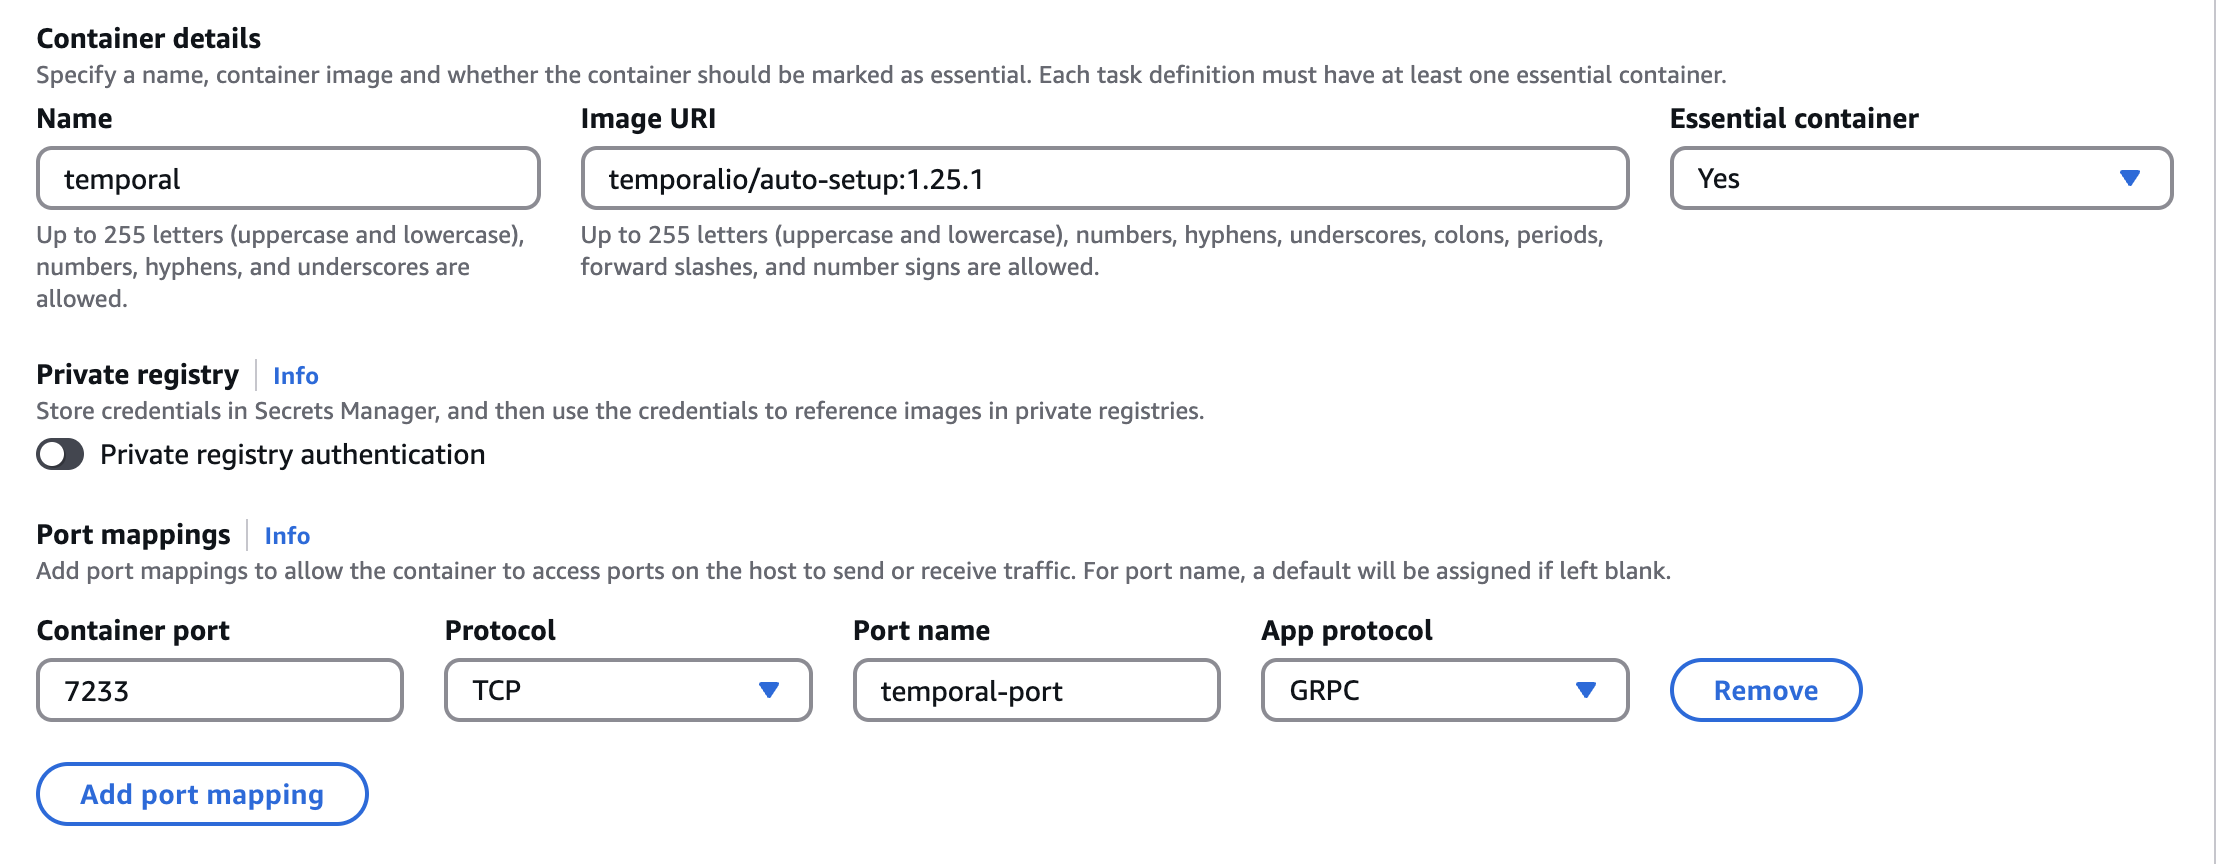 Container details
Specify a name, container image and whether the container should be marked as essential. Each task definition must have at least one essential container.
Name
Image URI
Essential container
temporal
temporalio/auto-setup:1.25.1
Yes
Up to 255 letters (uppercase and lowercase),
numbers, hyphens, and underscores are
allowed.
Up to 255 letters (uppercase and lowercase), numbers, hyphens, underscores, colons, periods,
forward slashes, and number signs are allowed.
Private registry
Info
Store credentials in Secrets Manager, and then use the credentials to reference images in private registries.
Private registry authentication
Port mappings
Info
Add port mappings to allow the container to access ports on the host to send or receive traffic. For port name, a default will be assigned if left blank.
Container port
Protocol
Port name
App protocol
7233
TCP
temporal-port
GRPC
Remove
Add port mapping